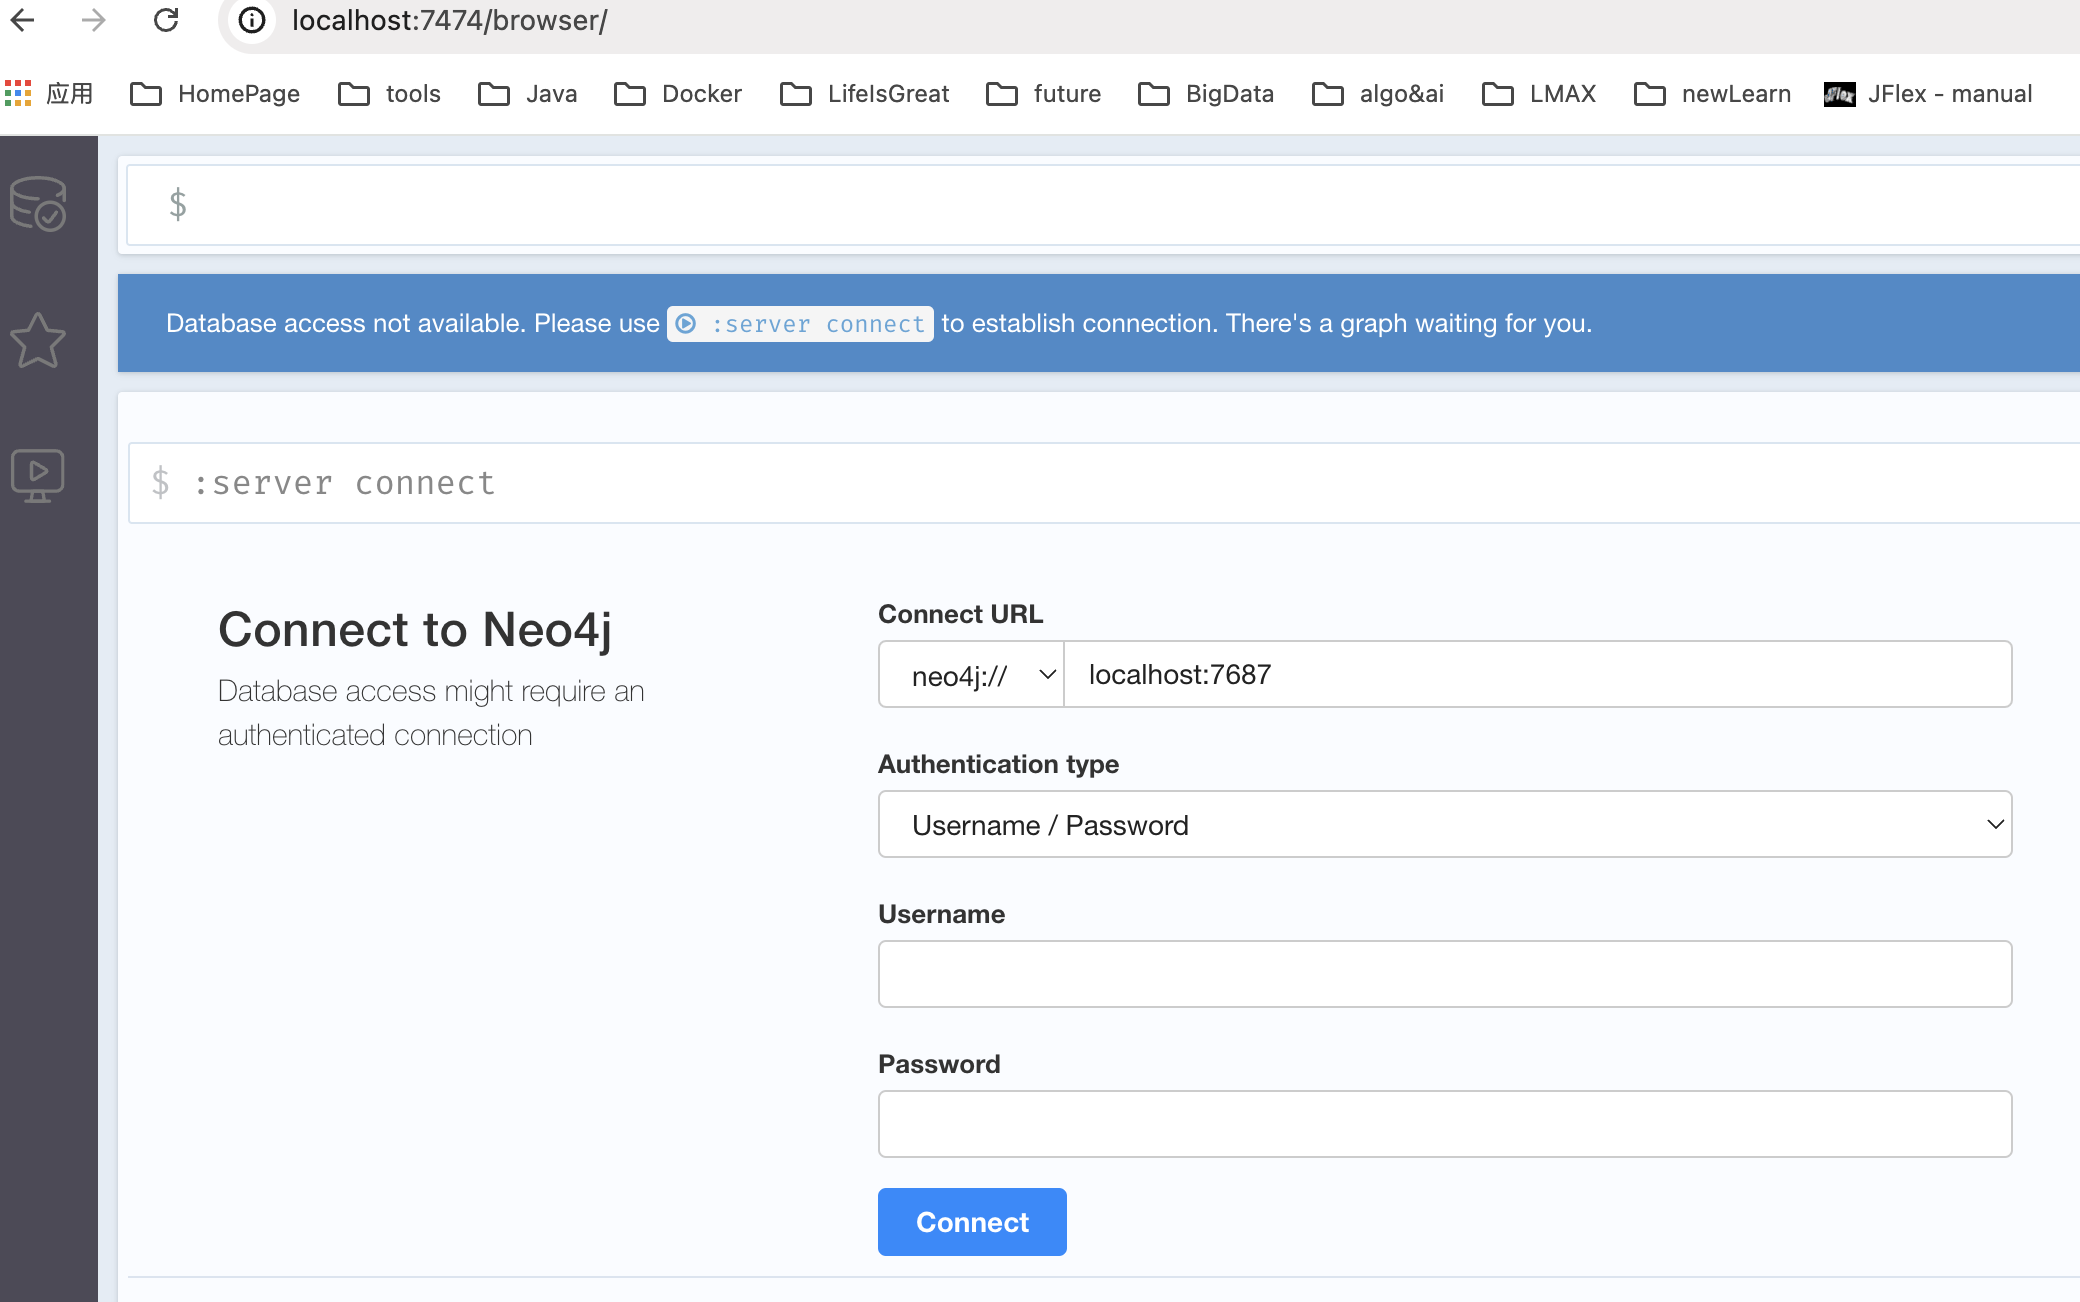 localhost:7474/browser/
应用 HomePage tools Java Docker LifeIsGreat future BigData algo&ai LMAX newLearn JFlex JFlex - manual
$
Database access not available. Please use :server connect to establish connection. There's a graph waiting for you.
$ :server connect
Connect to Neo4j
Database access might require an
authenticated connection
Connect URL
neo4j:// localhost:7687
Authentication type
Username / Password
Username
Password
Connect